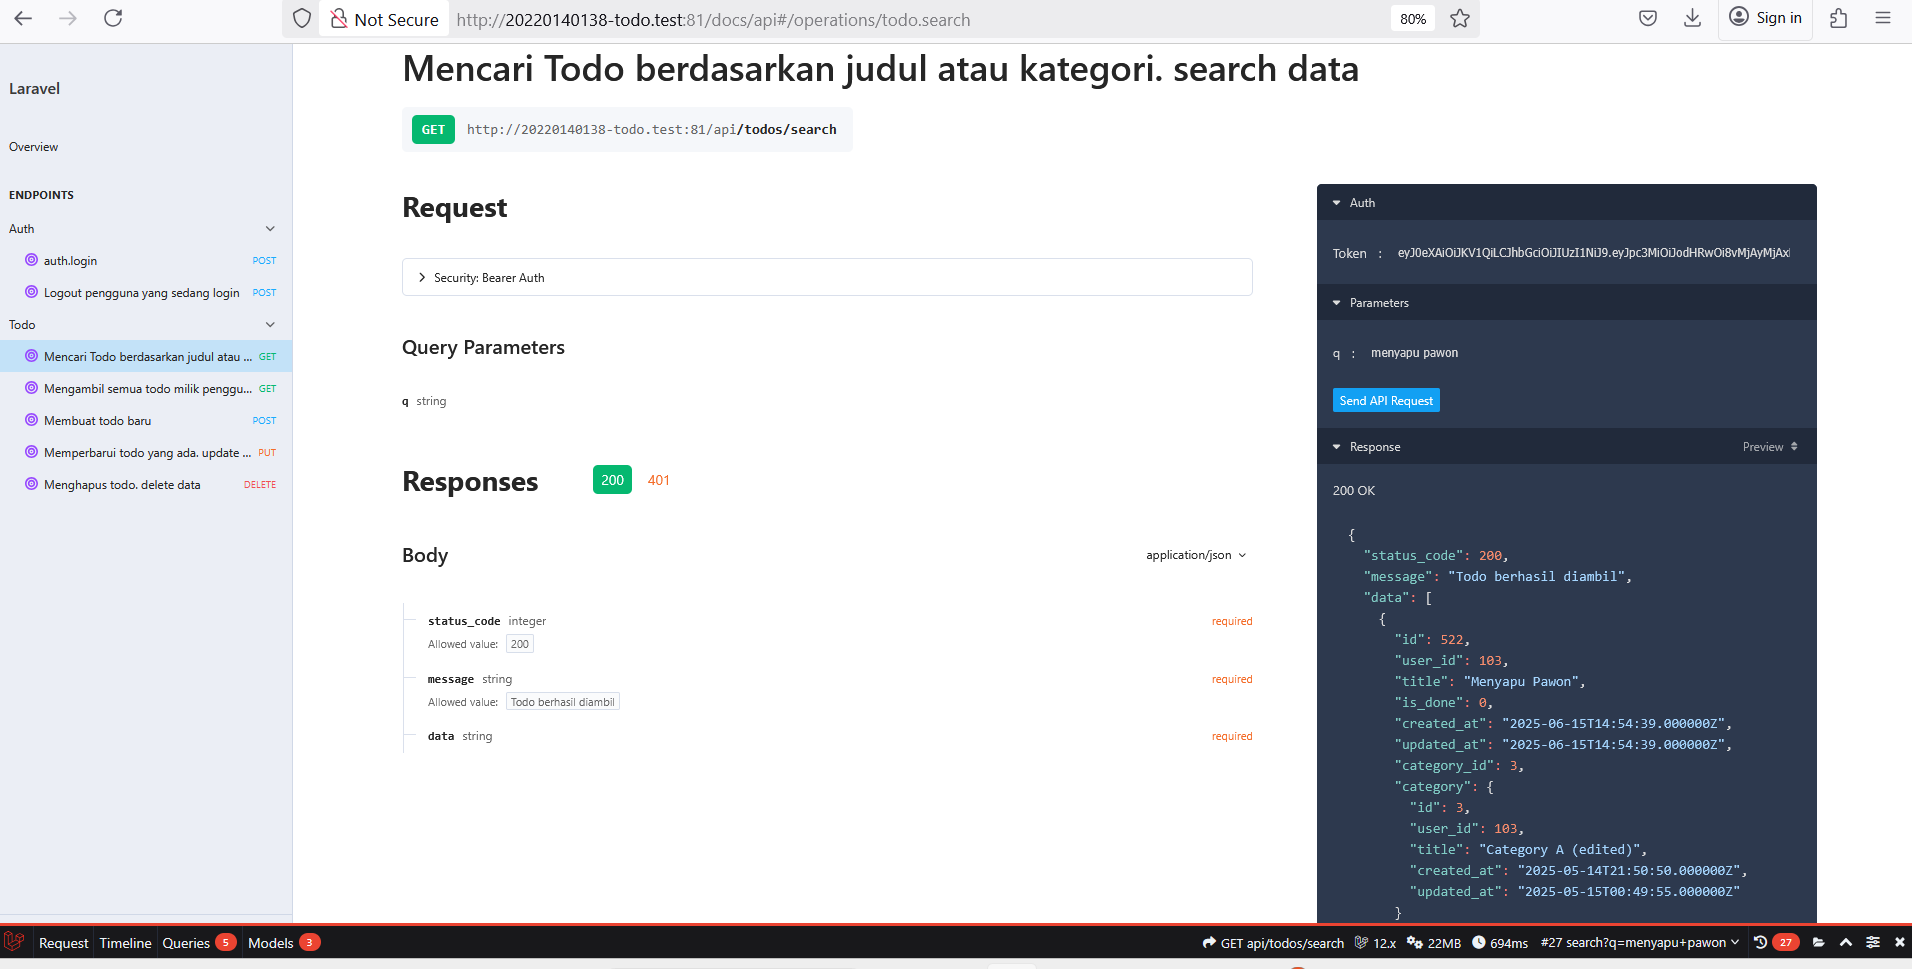 Not Secure
http://20220140138-todo.test:81/docs/api#/operations/todo.search
80%
Sign in
Laravel
Overview
ENDPOINTS
Auth
auth.login POST
Logout pengguna yang sedang login POST
Todo
Mencari Todo berdasarkan judul atau ... GET
Mengambil semua todo milik penggu... GET
Membuat todo baru POST
Memperbarui todo yang ada. update ... PUT
Menghapus todo. delete data DELETE
Mencari Todo berdasarkan judul atau kategori. search data
GET http://20220140138-todo.test:81/api/todos/search
Request
Security: Bearer Auth
Query Parameters
q string
Responses 200 401
Body application/json
status_code integer required
Allowed value: 200
message string required
Allowed value: Todo berhasil diambil
data string required
Auth
Token : eyJ0eXAiOiJKV1QiLCJhbGciOiJIUzI1NiJ9.eyJpc3MiOiJodHRwOi8vMjAyMjAx
Parameters
q : menyapu pawon
Send API Request
Response Preview
200 OK
{
"status_code": 200,
"message": "Todo berhasil diambil",
"data": [
{
"id": 522,
"user_id": 103,
"title": "Menyapu Pawon",
"is_done": 0,
"created_at": "2025-06-15T14:54:39.000000Z",
"updated_at": "2025-06-15T14:54:39.000000Z",
"category_id": 3,
"category": {
"id": 3,
"user_id": 103,
"title": "Category A (edited)",
"created_at": "2025-05-14T21:50:50.000000Z",
"updated_at": "2025-05-15T00:49:55.000000Z"
}
Request Timeline Queries 5 Models 3 GET api/todos/search 12.x 22MB 694ms #27 search?q=menyapu+pawon 27